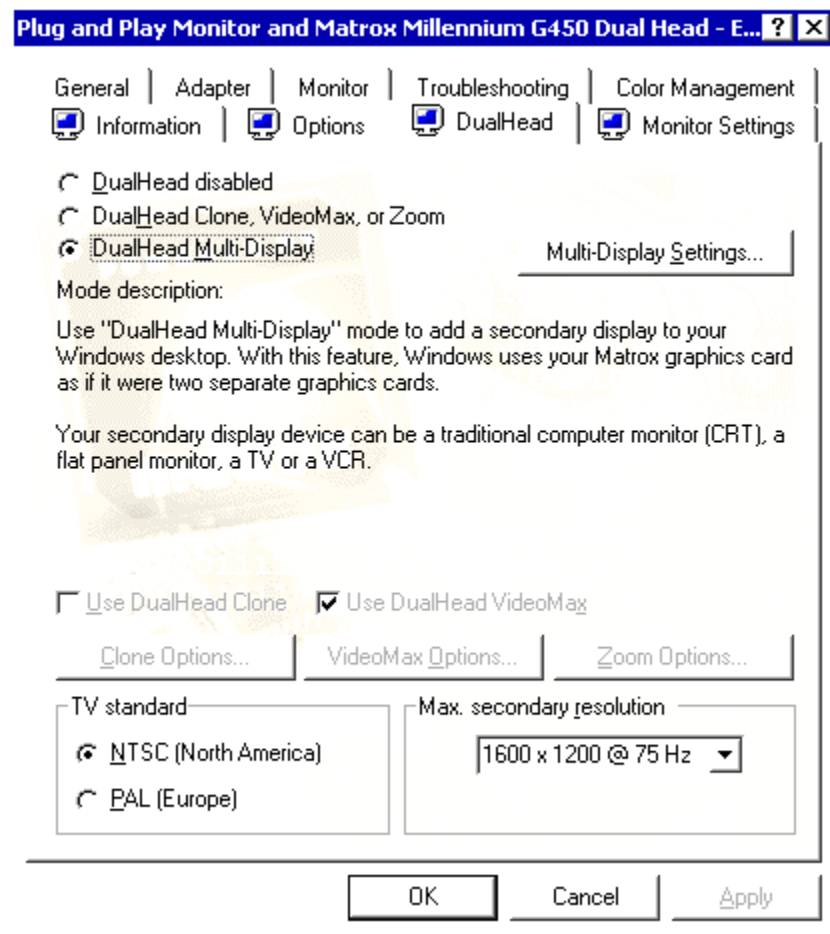 Plug and Play Monitor and Matrox Millennium G450 Dual Head - E...
General
Adapter
Monitor
Troubleshooting
Color Management
Information
Options
DualHead
Monitor Settings
DualHead disabled
DualHead Clone, VideoMax, or Zoom
DualHead Multi-Display
Multi-Display Settings...
Mode description:
Use "DualHead Multi-Display" mode to add a secondary display to your
Windows desktop. With this feature, Windows uses your Matrox graphics card
as if it were two separate graphics cards.
Your secondary display device can be a traditional computer monitor (CRT), a
flat panel monitor, a TV or a VCR.
Use DualHead Clone
Use DualHead VideoMax
Clone Options...
VideoMax Options...
Zoom Options...
TV standard
NTSC (North America)
PAL (Europe)
Max. secondary resolution
1600 x 1200 @ 75 Hz
OK
Cancel
Apply